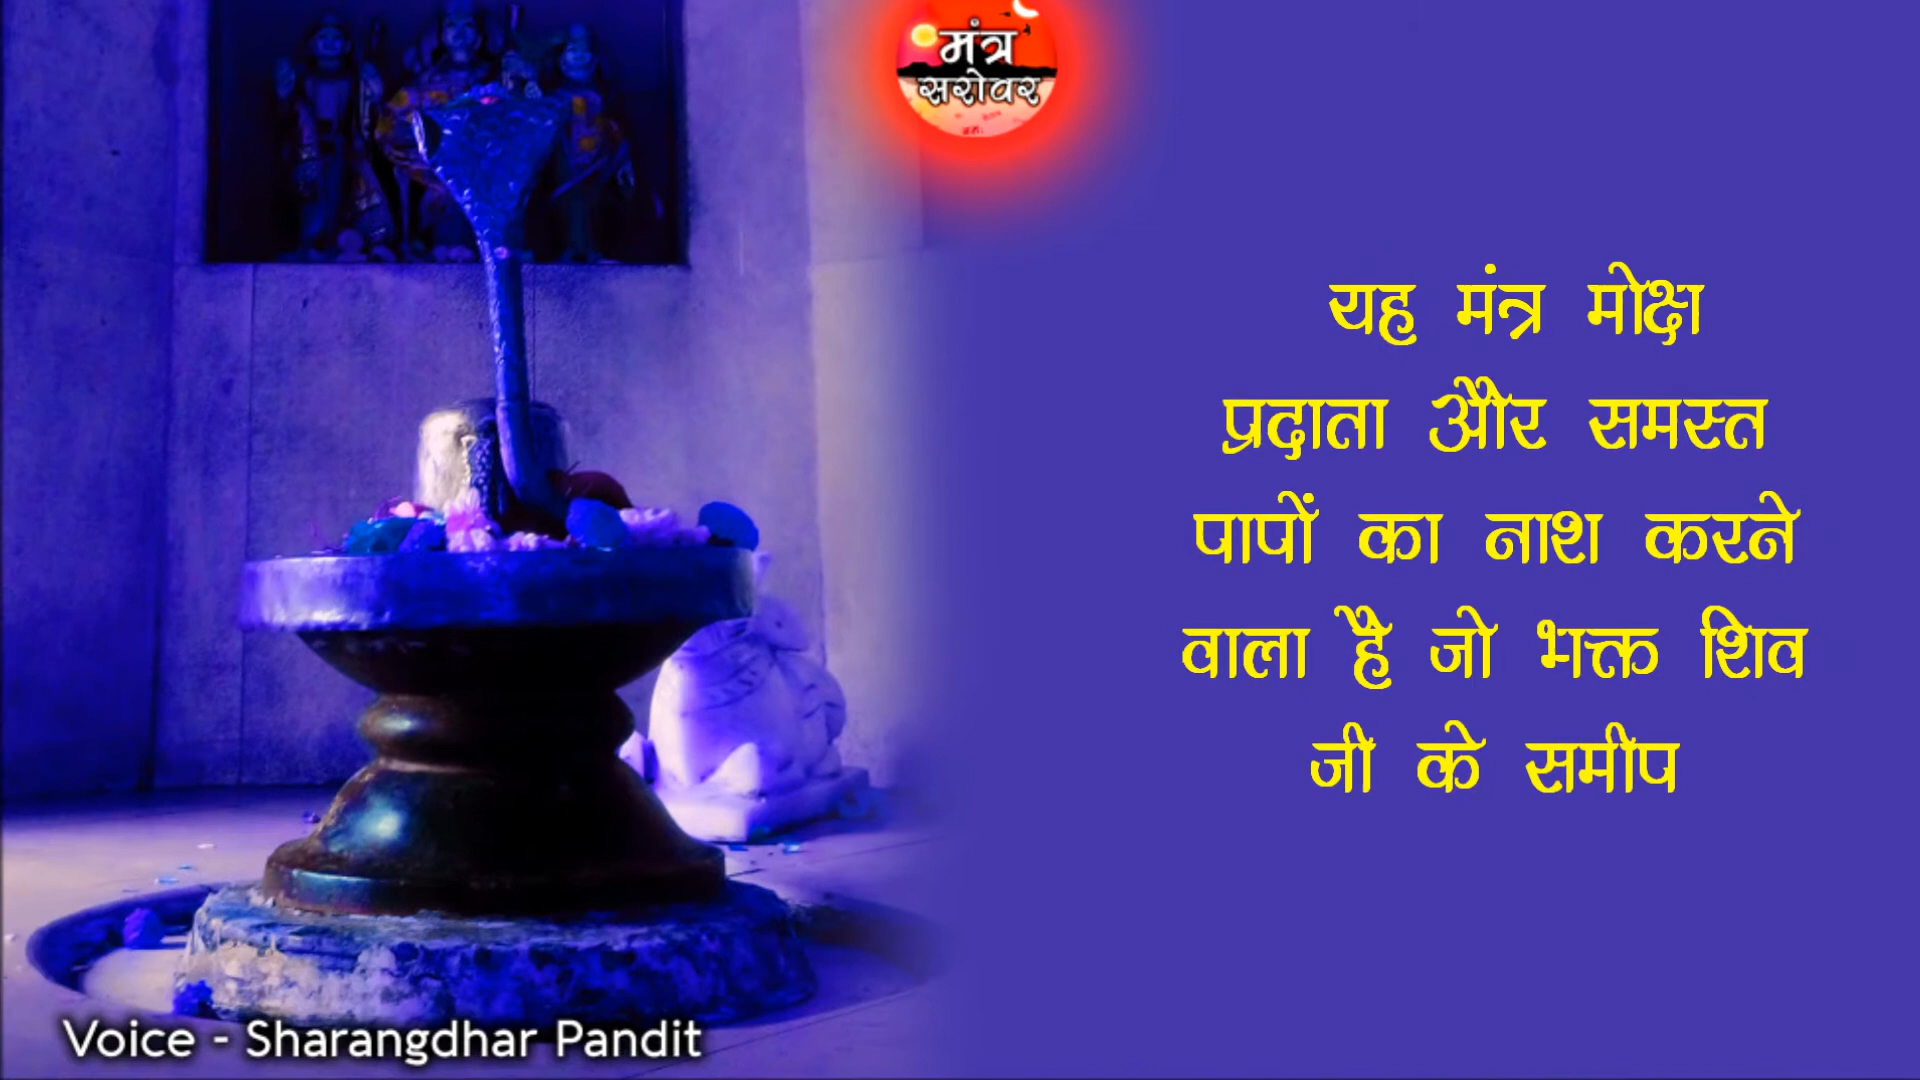 मंत्र
सरोवर
यह मंत्र मोक्ष
प्रदाता और समस्त
पापों का नाश करने
वाला है जो भक्त शिव
जी के समीप
Voice - Sharangdhar Pandit